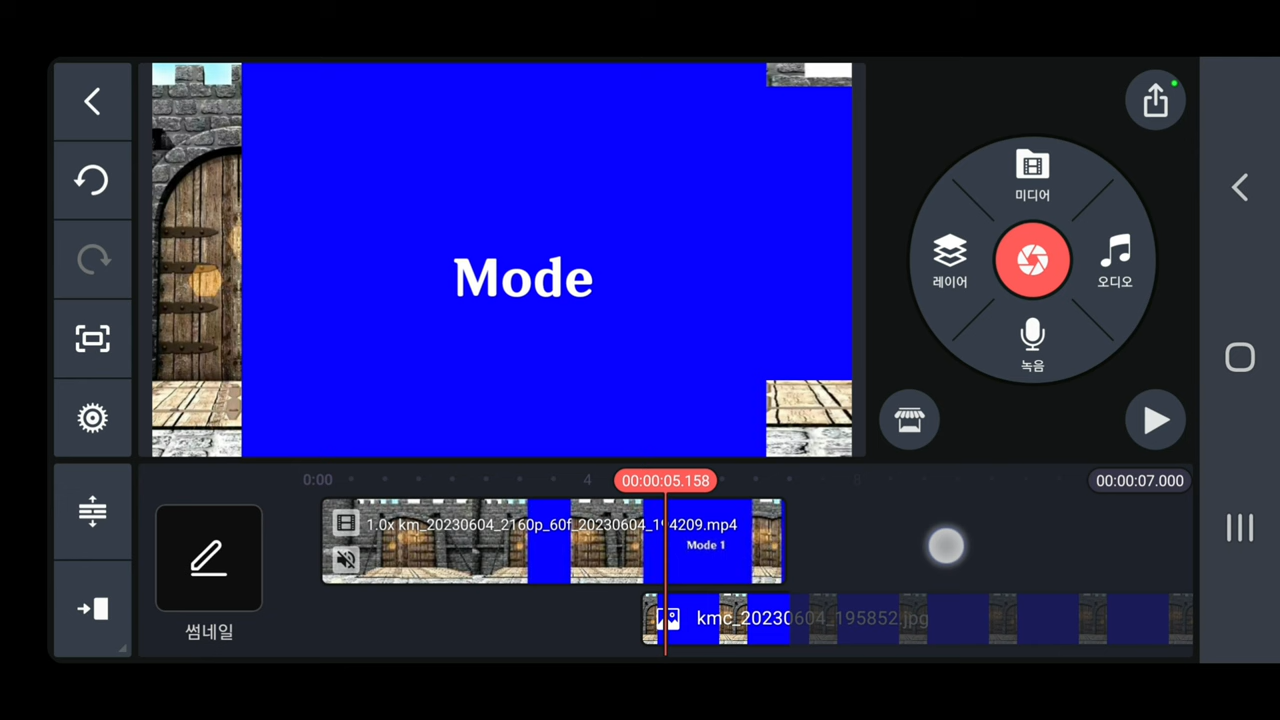 Mode
미디어
레이어
오디오
녹음
0:00
4
00:00:05.158
8
00:00:07.000
1.0x km_20230604_2160p_60f_20230604_194209.mp4
Mode 1
kmc_20230604_195852.jpg
썸네일